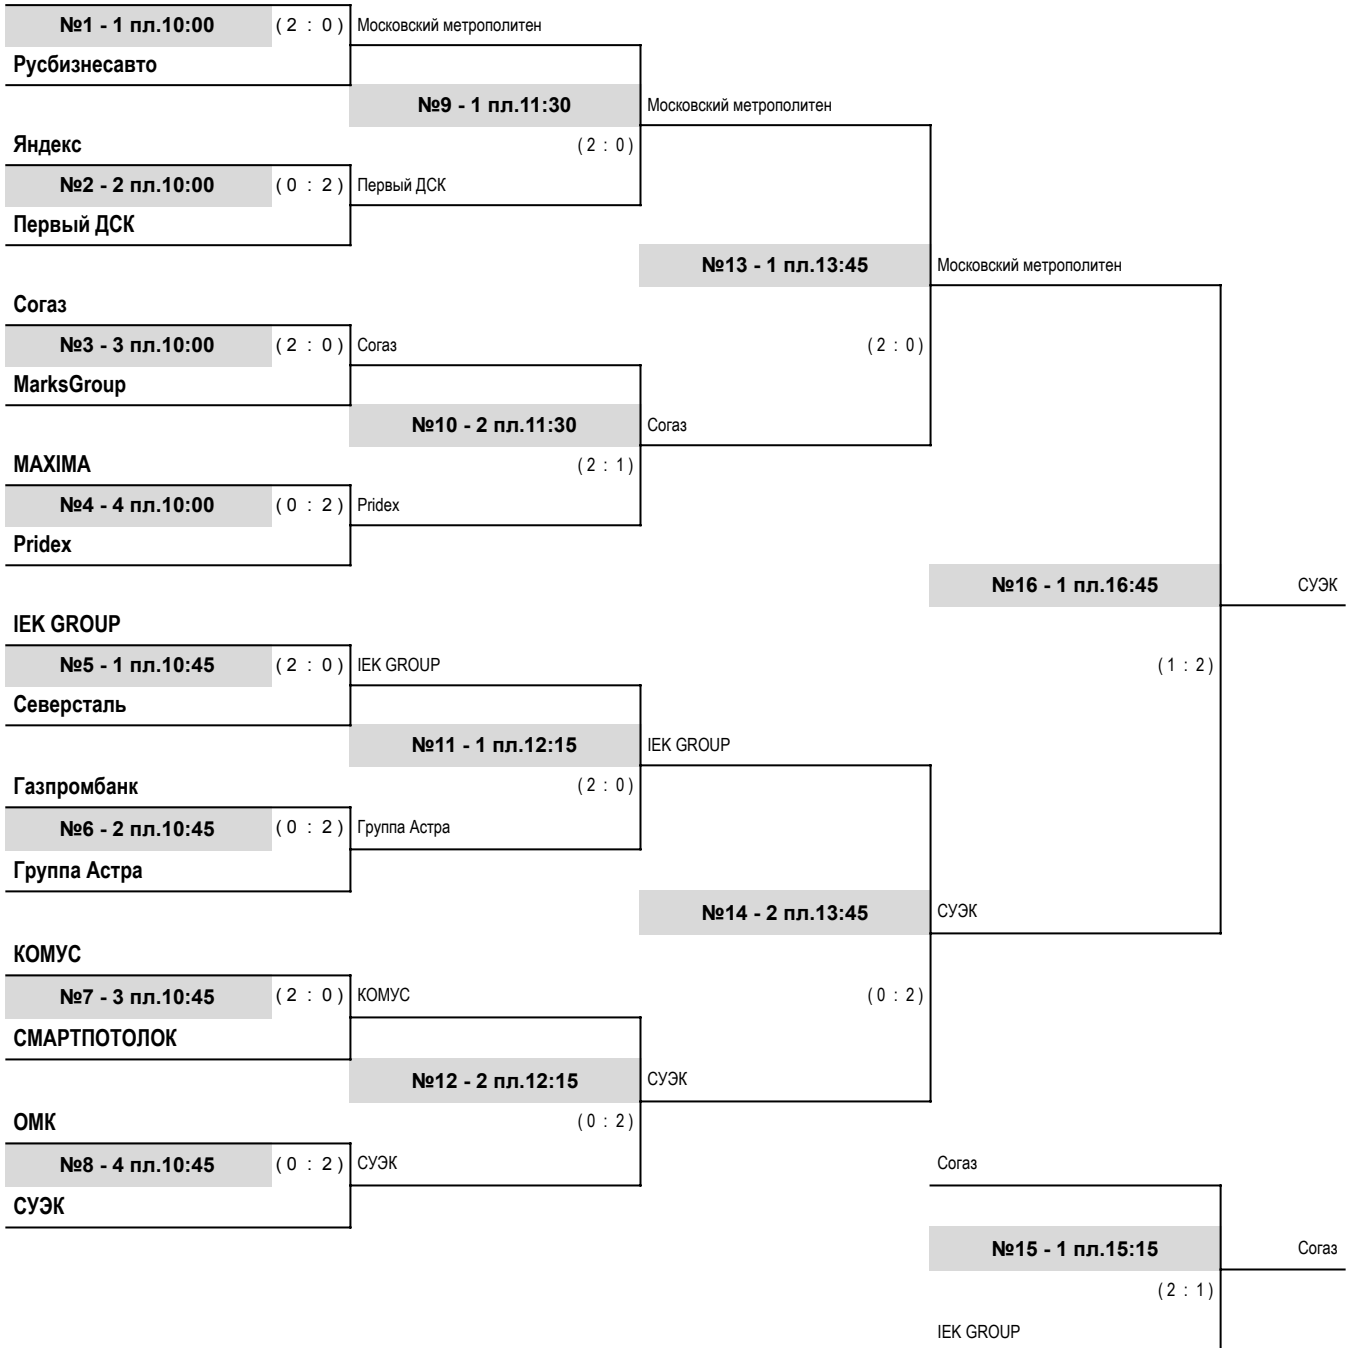 №1 - 1 пл.10:00 (2 : 0) Московский метрополитен
Русбизнесавто
№9 - 1 пл.11:30 Московский метрополитен
Яндекс (2 : 0)
№2 - 2 пл.10:00 (0 : 2) Первый ДСК
Первый ДСК
№13 - 1 пл.13:45 Московский метрополитен
Согаз
№3 - 3 пл.10:00 (2 : 0) Согаз (2 : 0)
MarksGroup
№10 - 2 пл.11:30 Согаз
MAXIMA (2 : 1)
№4 - 4 пл.10:00 (0 : 2) Pridex
Pridex
№16 - 1 пл.16:45 СУЭК
IEK GROUP
№5 - 1 пл.10:45 (2 : 0) IEK GROUP (1 : 2)
Северсталь
№11 - 1 пл.12:15 IEK GROUP
Газпромбанк (2 : 0)
№6 - 2 пл.10:45 (0 : 2) Группа Астра
Группа Астра
№14 - 2 пл.13:45 СУЭК
КОМУС
№7 - 3 пл.10:45 (2 : 0) КОМУС (0 : 2)
СМАРТПОТОЛОК
№12 - 2 пл.12:15 СУЭК
ОМК (0 : 2)
№8 - 4 пл.10:45 (0 : 2) СУЭК Согаз
СУЭК
№15 - 1 пл.15:15 Согаз
(2 : 1)
IEK GROUP